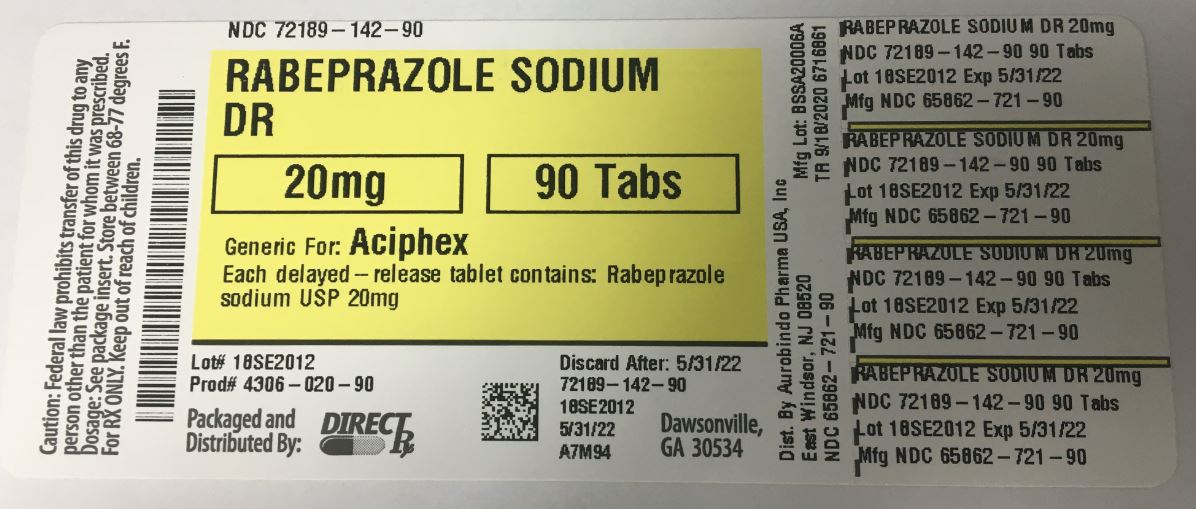 Caution: Federal law prohibits transfer of this drug to any
person other than the patient for whom it was prescribed.
Dosage: See package insert. Store between 68-77 degrees F.
For RX ONLY. Keep out of reach of children.
NDC 72189-142-90
RABEPRAZOLE SODIUM
DR
20mg
90 Tabs
Generic For: Aciphex
Each delayed-release tablet contains: Rabeprazole
sodium USP 20mg
Lot# 18SE2012
Prod# 4306-020-90
Packaged and
Distributed By:
DIRECT Rx
Discard After: 5/31/22
72189-142-90
18SE2012
5/31/22
A7M94
Dawsonville,
GA 30534
Mfg Lot: BSSA20006A
TR 9/18/2020 6716861
Dist. By Aurobindo Pharma USA, Inc
East Windsor, NJ 08520
NDC 65862-721-90
RABEPRAZOLE SODIUM DR 20mg
NDC 72189-142-90 90 Tabs
Lot 18SE2012 Exp 5/31/22
Mfg NDC 65862-721-90
RABEPRAZOLE SODIUM DR 20mg
NDC 72189-142-90 90 Tabs
Lot 18SE2012 Exp 5/31/22
Mfg NDC 65862-721-90
RABEPRAZOLE SODIUM DR 20mg
NDC 72189-142-90 90 Tabs
Lot 18SE2012 Exp 5/31/22
Mfg NDC 65862-721-90
RABEPRAZOLE SODIUM DR 20mg
NDC 72189-142-90 90 Tabs
Lot 18SE2012 Exp 5/31/22
Mfg NDC 65862-721-90